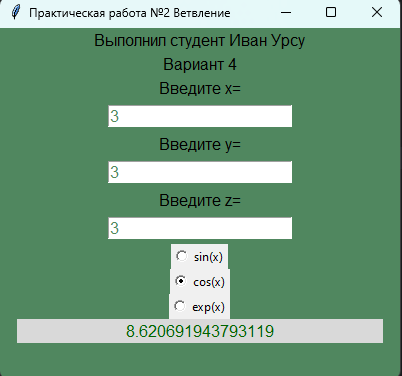 Практическая работа №2 Ветвление
Выполнил студент Иван Урсу
Вариант 4
Введите x=
3
Введите y=
3
Введите z=
3
sin(x)
cos(x)
exp(x)
8.620691943793119